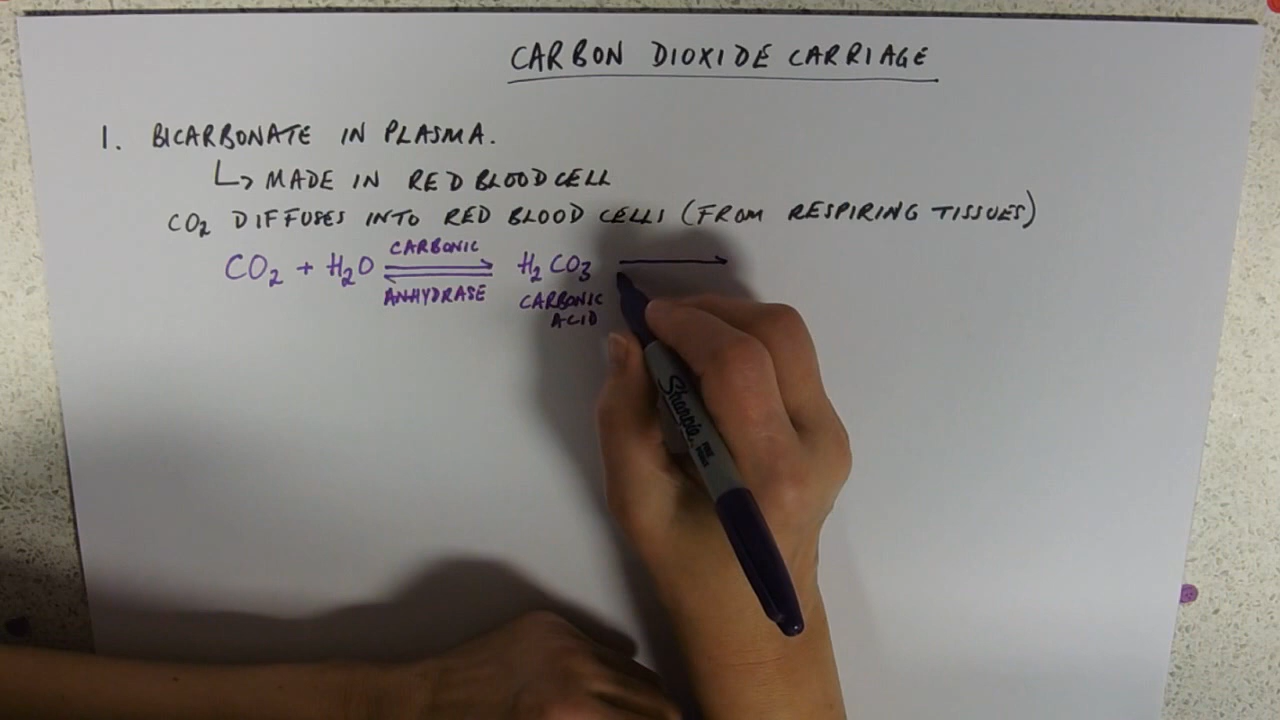 CARBON DIOXIDE CARRIAGE
1. BICARBONATE IN PLASMA.
↳ MADE IN RED BLOOD CELL
CO2 DIFFUSES INTO RED BLOOD CELLS (FROM RESPIRING TISSUES)
CARBONIC
CO2 + H2O ⇌ H2CO3 →
ANHYDRASE CARBONIC
ACID
Sharpie